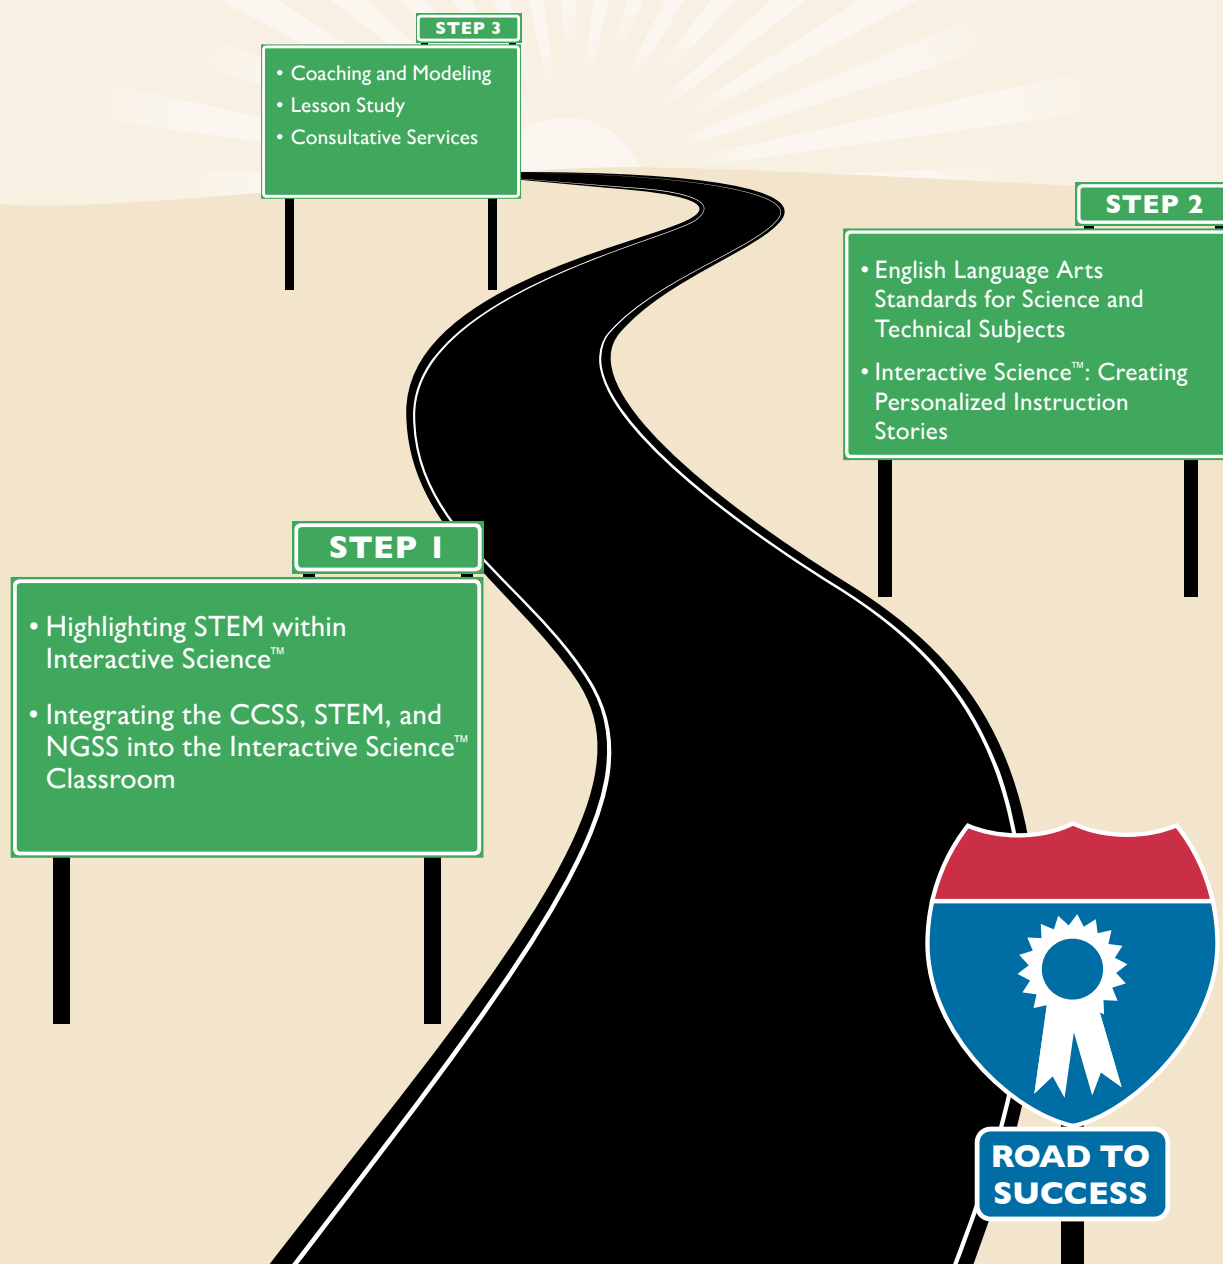 STEP 3
• Coaching and Modeling
• Lesson Study
• Consultative Services
STEP 2
• English Language Arts
Standards for Science and
Technical Subjects
• Interactive Science™: Creating
Personalized Instruction
Stories
STEP 1
• Highlighting STEM within
Interactive Science™
• Integrating the CCSS, STEM, and
NGSS into the Interactive Science™
Classroom
ROAD TO
SUCCESS